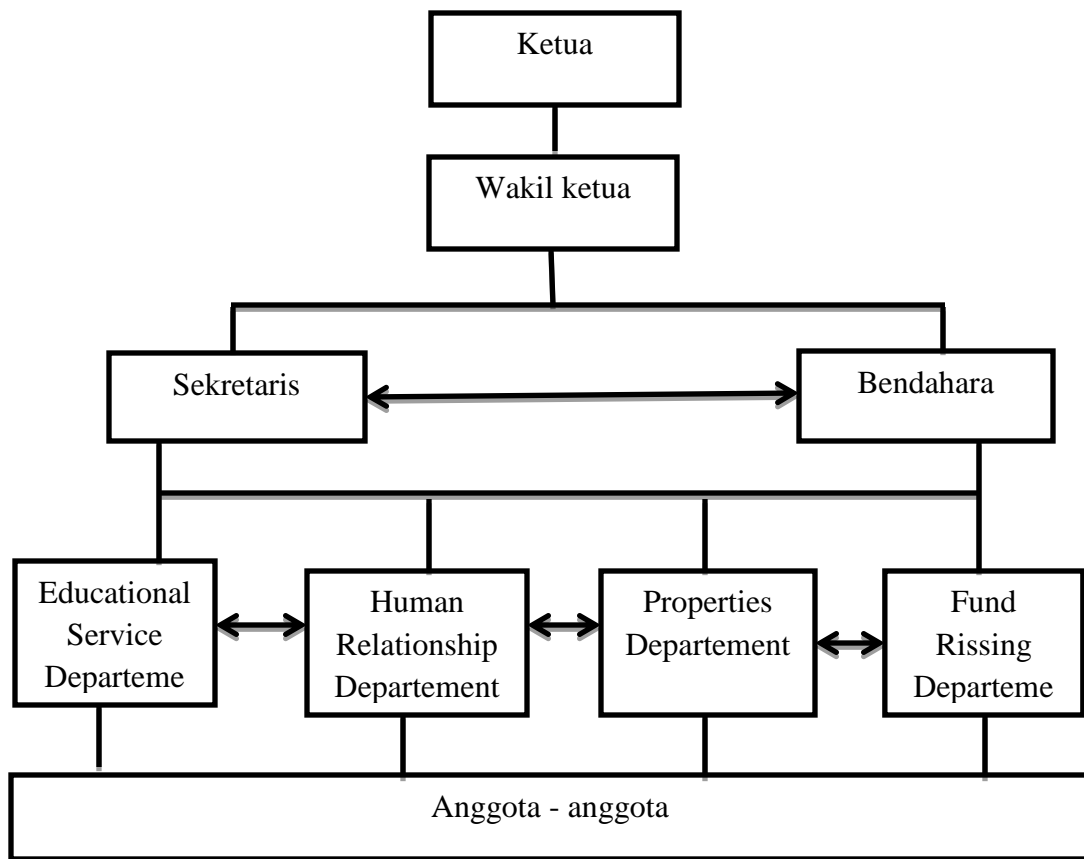 Ketua
Wakil ketua
Sekretaris
Bendahara
Educational
Service
Departeme
Human
Relationship
Departement
Properties
Departement
Fund
Rissing
Departeme
Anggota - anggota